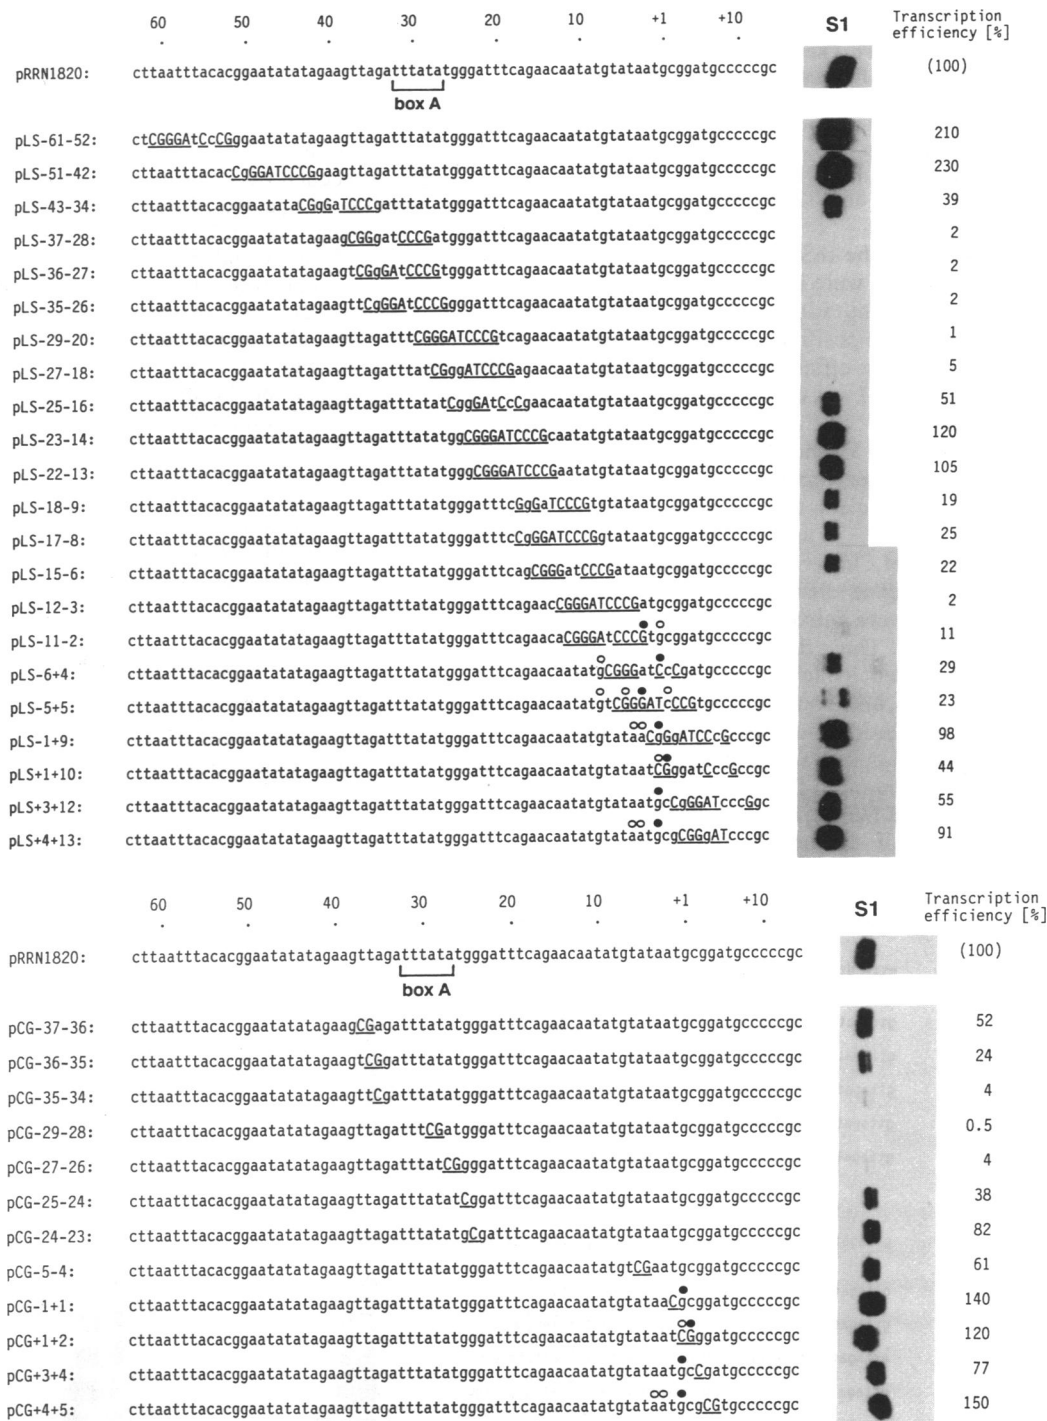 60 50 40 30 20 10 +1 +10 S1 Transcription efficiency [%]
pRRN1820: cttaatttacacggaatatatagaagttagatttatatgggatttcagaacaatatgtataatgcggatgcccccgc (100)
box A
pLS-61-52: ctCGGGAtCcCGggaatatatagaagttagatttatatgggatttcagaacaatatgtataatgcggatgcccccgc 210
pLS-51-42: cttaatttacacCgGGATCCCGgaagttagatttatatgggatttcagaacaatatgtataatgcggatgcccccgc 230
pLS-43-34: cttaatttacacggaatataCGgGaTCCCgatttatatgggatttcagaacaatatgtataatgcggatgcccccgc 39
pLS-37-28: cttaatttacacggaatatatagaagCGGgatCCCGatgggatttcagaacaatatgtataatgcggatgcccccgc 2
pLS-36-27: cttaatttacacggaatatatagaagtCGgGAtCCCGtgggatttcagaacaatatgtataatgcggatgcccccgc 2
pLS-35-26: cttaatttacacggaatatatagaagttCgGGAtCCCGgggatttcagaacaatatgtataatgcggatgcccccgc 2
pLS-29-20: cttaatttacacggaatatatagaagttagatttCGGGATCCCGtcagaacaatatgtataatgcggatgcccccgc 1
pLS-27-18: cttaatttacacggaatatatagaagttagatttatCGggATCCCGagaacaatatgtataatgcggatgcccccgc 5
pLS-25-16: cttaatttacacggaatatatagaagttagatttatatCggGAtCcCgaacaatatgtataatgcggatgcccccgc 51
pLS-23-14: cttaatttacacggaatatatagaagttagatttatatggCGGGATCCCGcaatatgtataatgcggatgcccccgc 120
pLS-22-13: cttaatttacacggaatatatagaagttagatttatatgggCGGGATCCCGaatatgtataatgcggatgcccccgc 105
pLS-18-9: cttaatttacacggaatatatagaagttagatttatatgggatttcGgGaTCCCGtgtataatgcggatgcccccgc 19
pLS-17-8: cttaatttacacggaatatatagaagttagatttatatgggatttcCgGGATCCCGgtataatgcggatgcccccgc 25
pLS-15-6: cttaatttacacggaatatatagaagttagatttatatgggatttcagCGGGatCCCGataatgcggatgcccccgc 22
pLS-12-3: cttaatttacacggaatatatagaagttagatttatatgggatttcagaacCGGGATCCCGatgcggatgcccccgc 2
pLS-11-2: cttaatttacacggaatatatagaagttagatttatatgggatttcagaacaCGGGAtCCCGtgcggatgcccccgc 11
pLS-6+4: cttaatttacacggaatatatagaagttagatttatatgggatttcagaacaatatgCGGGatCcCgatgcccccgc 29
pLS-5+5: cttaatttacacggaatatatagaagttagatttatatgggatttcagaacaatatgtCGGGATcCCGtgcccccgc 23
pLS-1+9: cttaatttacacggaatatatagaagttagatttatatgggatttcagaacaatatgtataaCgGgATCCcGcccgc 98
pLS+1+10: cttaatttacacggaatatatagaagttagatttatatgggatttcagaacaatatgtataatCGggatCccGccgc 44
pLS+3+12: cttaatttacacggaatatatagaagttagatttatatgggatttcagaacaatatgtataatgcCgGGATcccGgc 55
pLS+4+13: cttaatttacacggaatatatagaagttagatttatatgggatttcagaacaatatgtataatgcgCGGgATcccgc 91
60 50 40 30 20 10 +1 +10 S1 Transcription efficiency [%]
pRRN1820: cttaatttacacggaatatatagaagttagatttatatgggatttcagaacaatatgtataatgcggatgcccccgc (100)
box A
pCG-37-36: cttaatttacacggaatatatagaagCGagatttatatgggatttcagaacaatatgtataatgcggatgcccccgc 52
pCG-36-35: cttaatttacacggaatatatagaagtCGgatttatatgggatttcagaacaatatgtataatgcggatgcccccgc 24
pCG-35-34: cttaatttacacggaatatatagaagttCgatttatatgggatttcagaacaatatgtataatgcggatgcccccgc 4
pCG-29-28: cttaatttacacggaatatatagaagttagatttCGatgggatttcagaacaatatgtataatgcggatgcccccgc 0.5
pCG-27-26: cttaatttacacggaatatatagaagttagatttatCGgggatttcagaacaatatgtataatgcggatgcccccgc 4
pCG-25-24: cttaatttacacggaatatatagaagttagatttatatCggatttcagaacaatatgtataatgcggatgcccccgc 38
pCG-24-23: cttaatttacacggaatatatagaagttagatttatatgCgatttcagaacaatatgtataatgcggatgcccccgc 82
pCG-5-4: cttaatttacacggaatatatagaagttagatttatatgggatttcagaacaatatgtCGaatgcggatgcccccgc 61
pCG-1+1: cttaatttacacggaatatatagaagttagatttatatgggatttcagaacaatatgtataaCgcggatgcccccgc 140
pCG+1+2: cttaatttacacggaatatatagaagttagatttatatgggatttcagaacaatatgtataatCGggatgcccccgc 120
pCG+3+4: cttaatttacacggaatatatagaagttagatttatatgggatttcagaacaatatgtataatgcCgatgcccccgc 77
pCG+4+5: cttaatttacacggaatatatagaagttagatttatatgggatttcagaacaatatgtataatgcgCGtgcccccgc 150